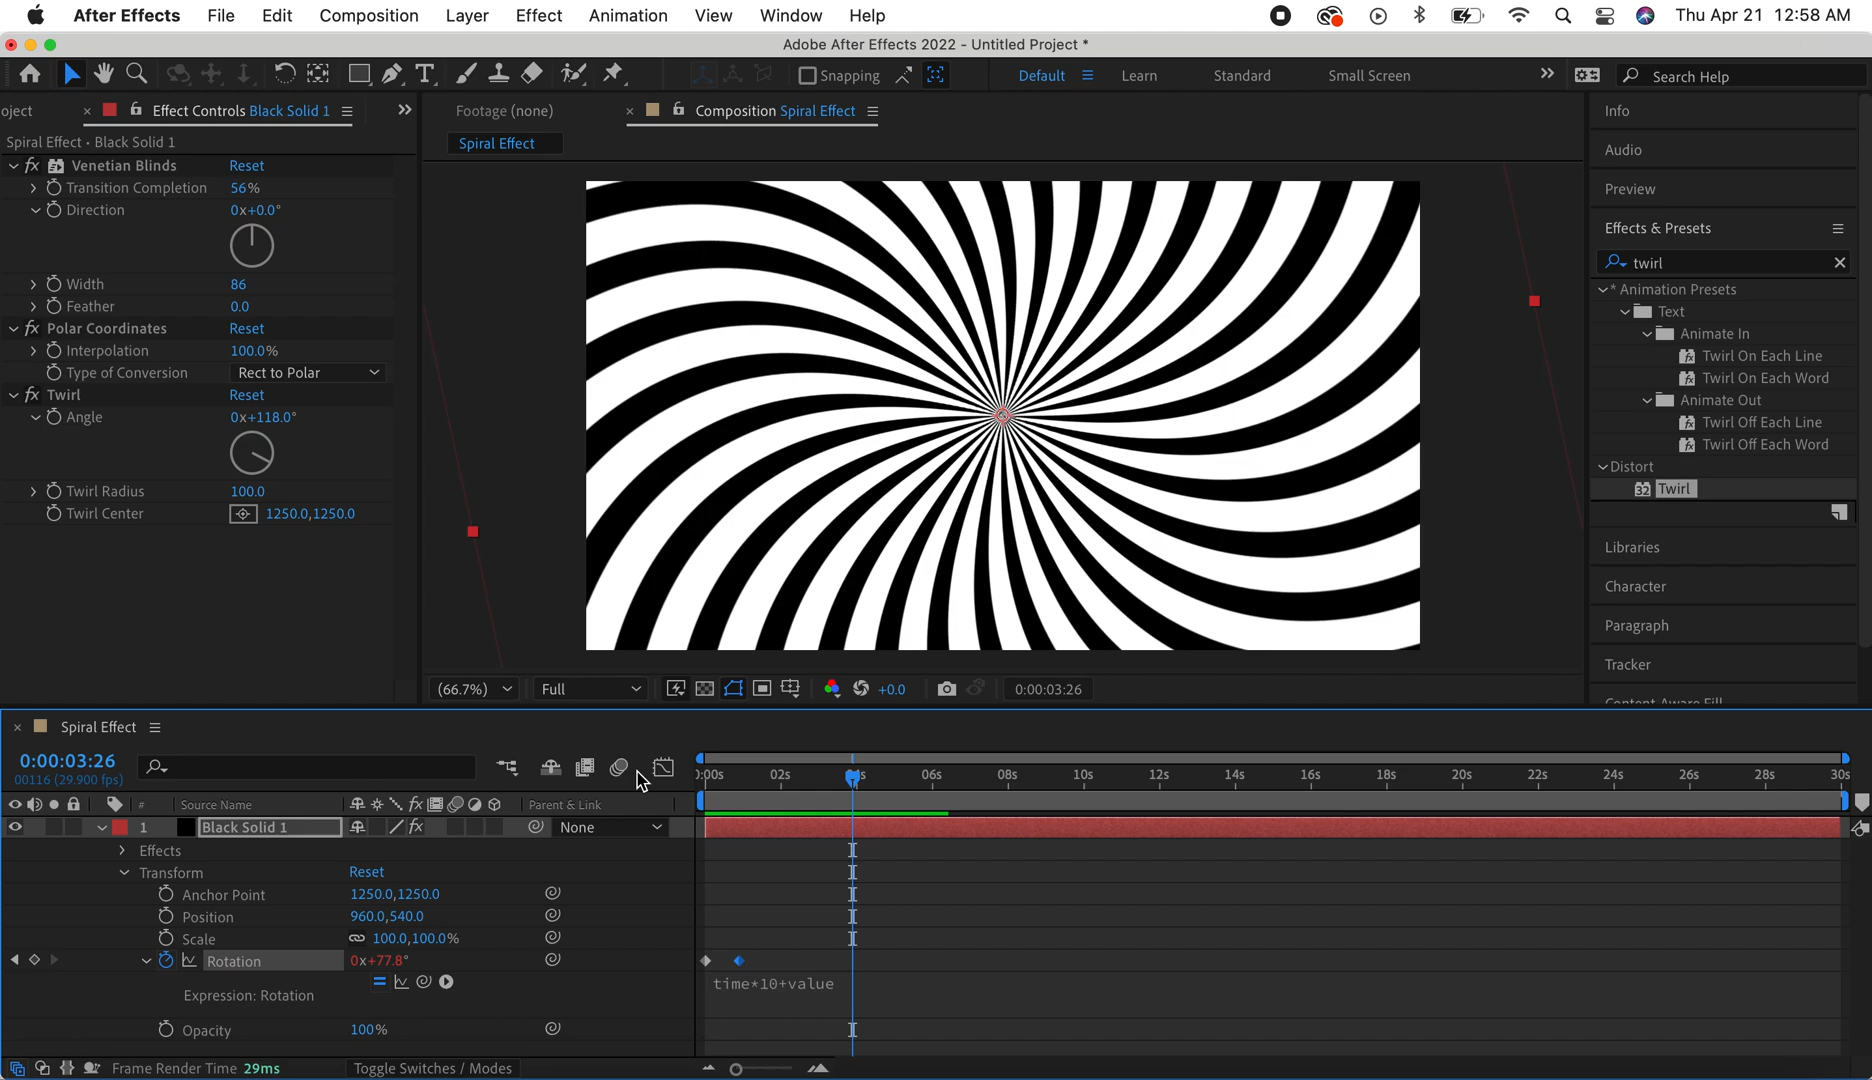 After Effects File Edit Composition Layer Effect Animation View Window Help Thu Apr 21 12:58 AM
Adobe After Effects 2022 - Untitled Project *
Snapping Default Learn Standard Small Screen Search Help
oject Effect Controls Black Solid 1 Footage (none) Composition Spiral Effect Info
Spiral Effect • Black Solid 1 Spiral Effect
Audio
Venetian Blinds Reset
Transition Completion 56%
Preview
Direction 0x+0.0°
Effects & Presets
twirl
Width 86
* Animation Presets
Feather 0.0
Text
Polar Coordinates Reset
Animate In
Interpolation 100.0%
Twirl On Each Line
Type of Conversion Rect to Polar
Twirl On Each Word
Twirl Reset
Animate Out
Angle 0x+118.0°
Twirl Off Each Line
Twirl Off Each Word
Distort
Twirl Radius 100.0
32 Twirl
Twirl Center 1250.0,1250.0
Libraries
Character
Paragraph
Tracker
(66.7%) Full +0.0 0:00:03:26
Content-Aware Fill
Spiral Effect
0:00:03:26
00116 (29.900 fps)
0:00s 02s 04s 06s 08s 10s 12s 14s 16s 18s 20s 22s 24s 26s 28s 30s
# Source Name Parent & Link
1 Black Solid 1 None
Effects
Transform Reset
Anchor Point 1250.0,1250.0
Position 960.0,540.0
Scale 100.0,100.0%
Rotation 0x+77.8°
Expression: Rotation time*10+value
Opacity 100%
Frame Render Time 29ms Toggle Switches / Modes